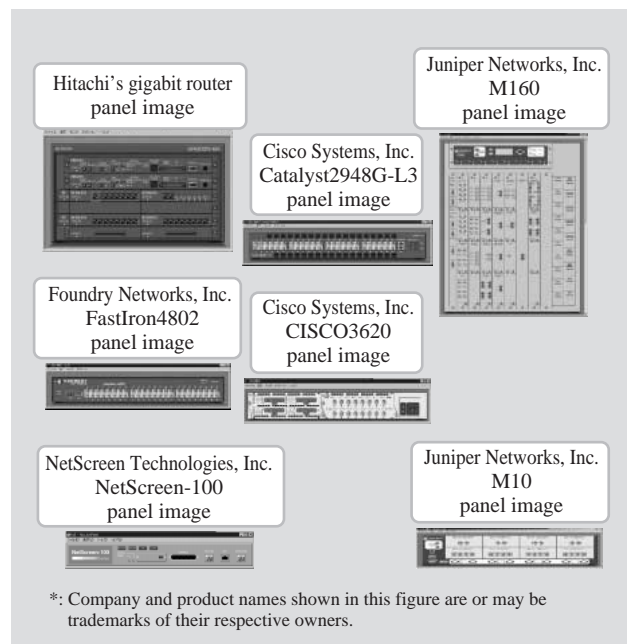 Hitachi's gigabit router
panel image
Juniper Networks, Inc.
M160
panel image
Cisco Systems, Inc.
Catalyst2948G-L3
panel image
Foundry Networks, Inc.
FastIron4802
panel image
Cisco Systems, Inc.
CISCO3620
panel image
NetScreen Technologies, Inc.
NetScreen-100
panel image
NetScreen-100
Juniper Networks, Inc.
M10
panel image
*: Company and product names shown in this figure are or may be
trademarks of their respective owners.